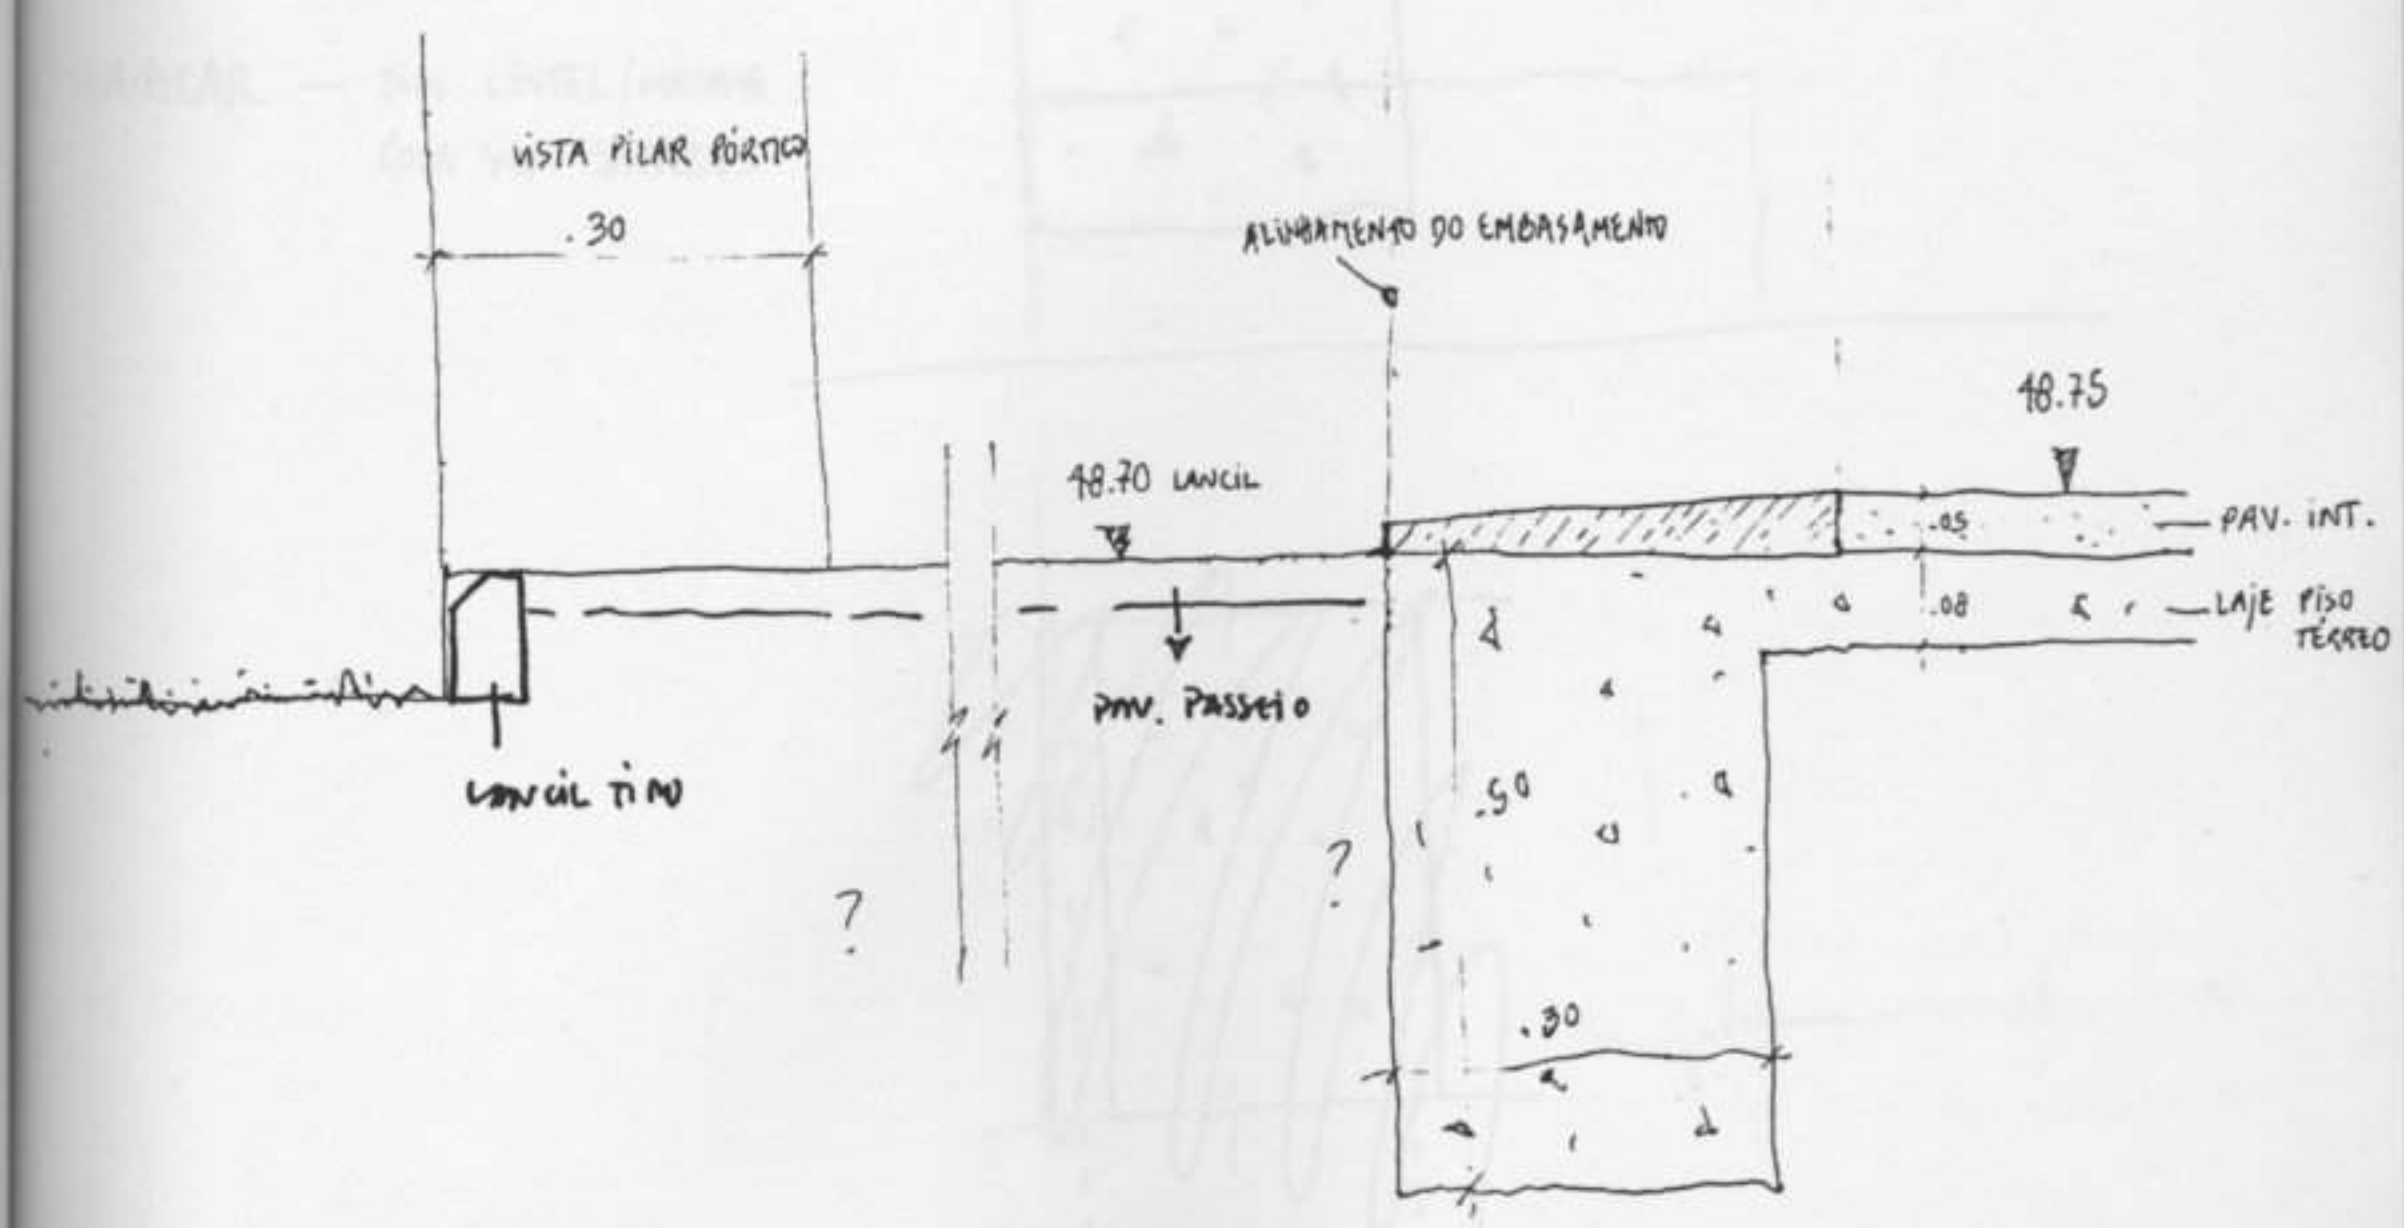 VISTA PILAR PÓRTICO
.30
ALINHAMENTO DO EMBASAMENTO
48.75
48.70 LANCIL
.05
PAV. INT.
.08
LAJE PISO
TÉRREO
PAV. PASSEIO
LANCIL TIPO
.50
?
?
.30